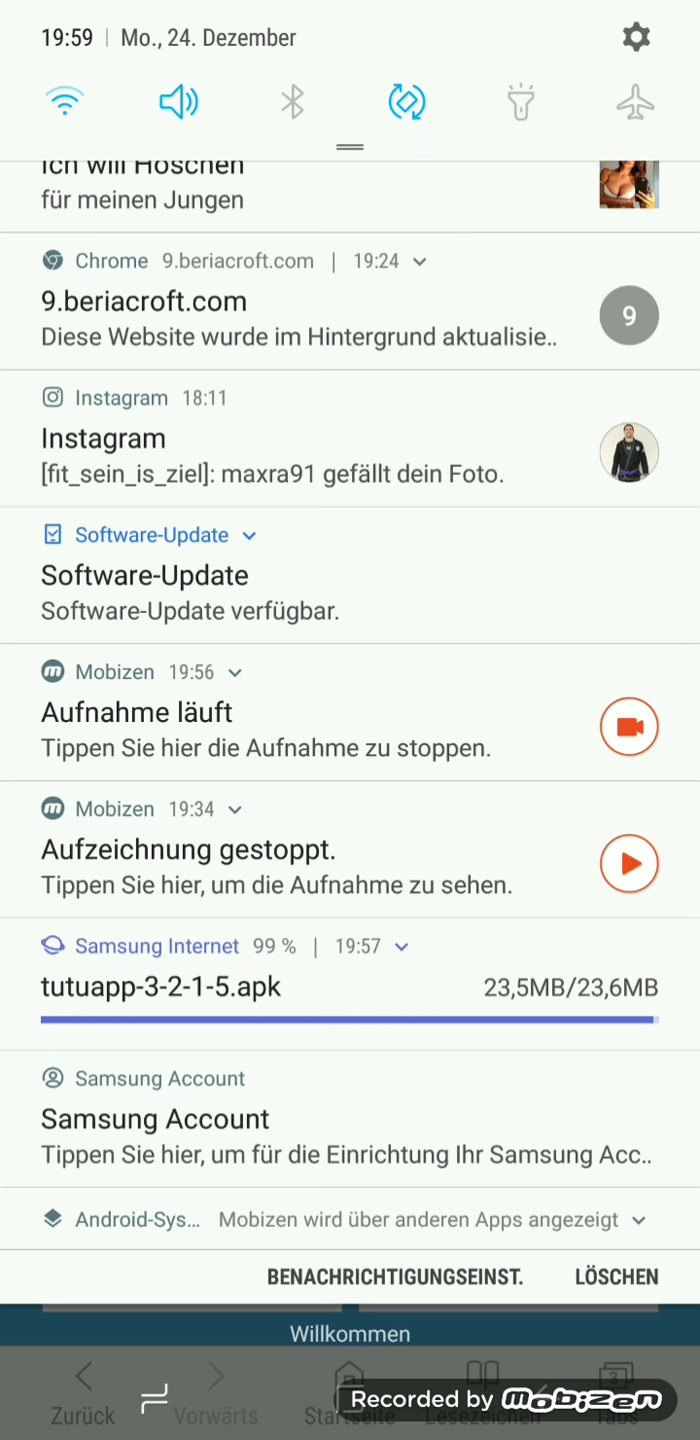 19:59 | Mo., 24. Dezember
Ich will Höschen
für meinen Jungen
Chrome 9.beriacroft.com | 19:24
9.beriacroft.com
9
Diese Website wurde im Hintergrund aktualisie..
Instagram 18:11
Instagram
[fit_sein_is_ziel]: maxra91 gefällt dein Foto.
Software-Update
Software-Update
Software-Update verfügbar.
Mobizen 19:56
Aufnahme läuft
Tippen Sie hier die Aufnahme zu stoppen.
Mobizen 19:34
Aufzeichnung gestoppt.
Tippen Sie hier, um die Aufnahme zu sehen.
Samsung Internet 99 % | 19:57
tutuapp-3-2-1-5.apk 23,5MB/23,6MB
Samsung Account
Samsung Account
Tippen Sie hier, um für die Einrichtung Ihr Samsung Acc..
Android-Sys... Mobizen wird über anderen Apps angezeigt
BENACHRICHTIGUNGSEINST. LÖSCHEN
Willkommen
3
Recorded by mobizen
Zurück Vorwärts Startseite Lesezeichen Tabs